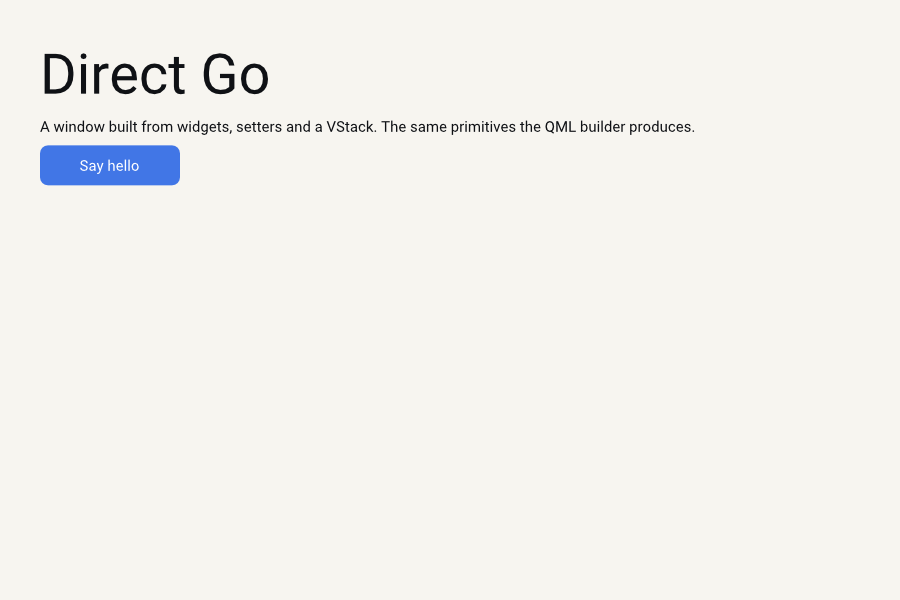 Direct Go
A window built from widgets, setters and a VStack. The same primitives the QML builder produces.
Say hello